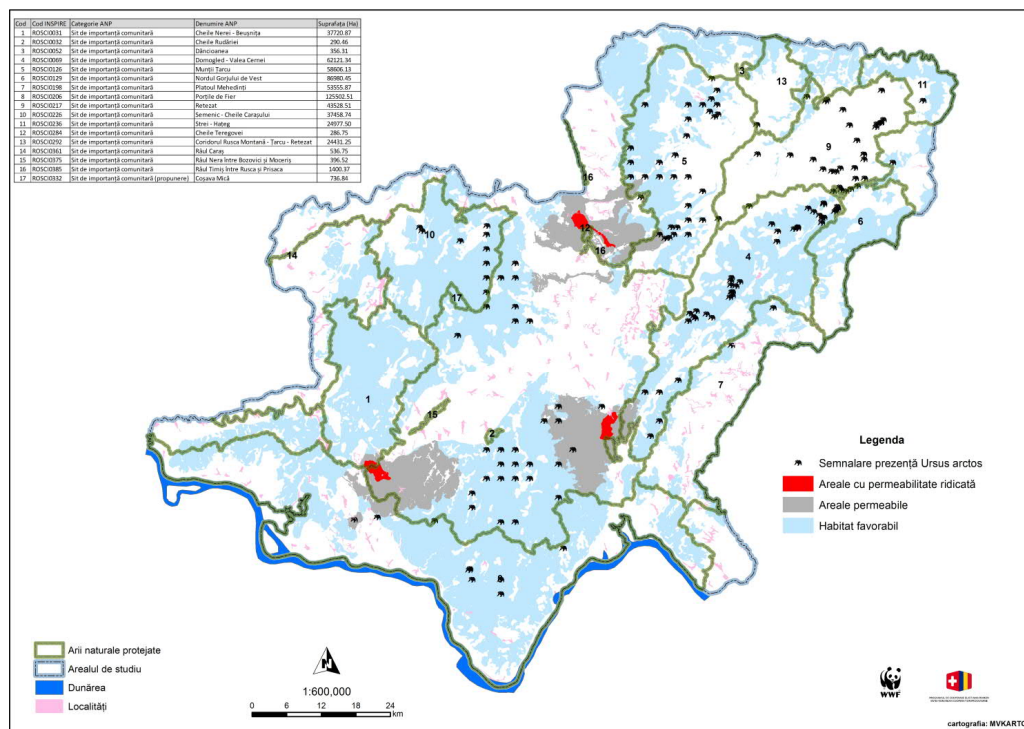 Cod Cod INSPIRE Categorie ANP Denumire ANP Suprafața (Ha)
1 ROSCI0031 Sit de importanță comunitară Cheile Nerei - Beușnița 37720.87
2 ROSCI0032 Sit de importanță comunitară Cheile Rudăriei 290.46
3 ROSCI0052 Sit de importanță comunitară Dâncioanea 356.31
4 ROSCI0069 Sit de importanță comunitară Domogled - Valea Cernei 62121.34
5 ROSCI0126 Sit de importanță comunitară Munții Țarcu 58606.13
6 ROSCI0129 Sit de importanță comunitară Nordul Gorjului de Vest 86980.45
7 ROSCI0198 Sit de importanță comunitară Platoul Mehedinți 53555.87
8 ROSCI0206 Sit de importanță comunitară Porțile de Fier 125502.51
9 ROSCI0217 Sit de importanță comunitară Retezat 43528.51
10 ROSCI0226 Sit de importanță comunitară Semenic - Cheile Carașului 37458.74
11 ROSCI0236 Sit de importanță comunitară Strei - Hațeg 24977.50
12 ROSCI0284 Sit de importanță comunitară Cheile Teregovei 286.75
13 ROSCI0292 Sit de importanță comunitară Coridorul Rusca Montană - Țarcu - Retezat 24431.25
14 ROSCI0361 Sit de importanță comunitară Râul Caraș 536.75
15 ROSCI0375 Sit de importanță comunitară Râul Nera între Bozovici și Moceriș 396.52
16 ROSCI0385 Sit de importanță comunitară Râul Timiș între Rusca și Prisaca 1400.37
17 ROSCI0332 Sit de importanță comunitară (propunere) Coșava Mică 736.84
3
13
11
9
5
16
12
16
6
4
10
14
17
7
1
15
2
8
Legenda
Semnalare prezență Ursus arctos
Areale cu permeabilitate ridicată
Areale permeabile
Habitat favorabil
Arii naturale protejate
Arealul de studiu
Dunărea
Localități
N
1:600,000
0 6 12 18 24
km
WWF
cartografia: MVKARTO